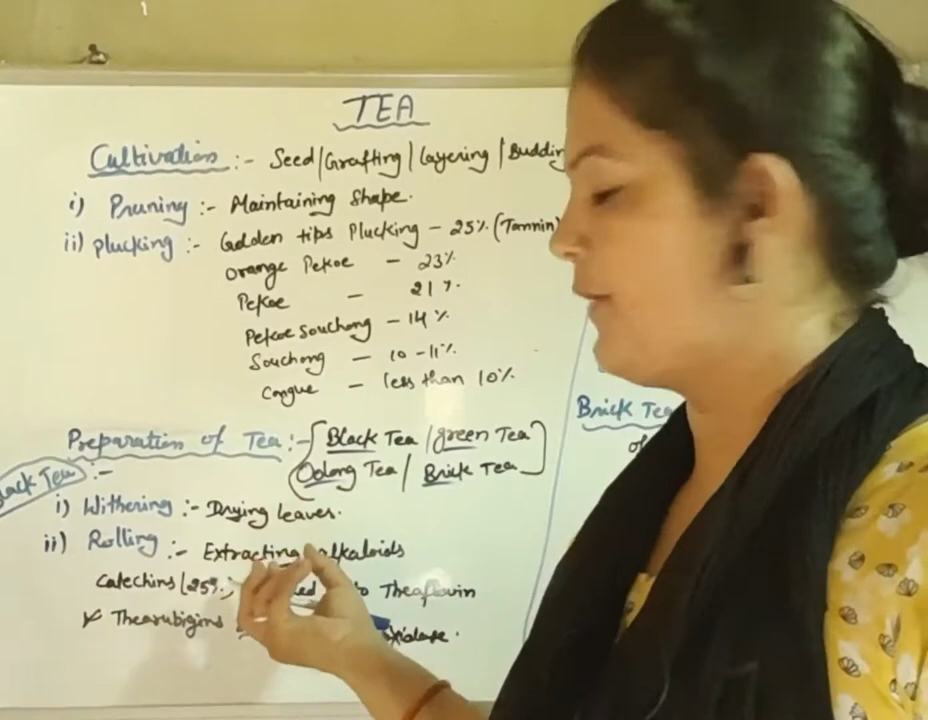 TEA
Cultivation :- Seed/Grafting/Layering/Buddin
i) Pruning :- Maintaining Shape.
ii) Plucking :- Golden tips Plucking - 25% (Tannin)
Orange Pekoe - 23%
Pekoe - 21%
Pekoe Souchong - 14%
Souchong - 10-11%
Congue - less than 10%
Preparation of Tea :- Black Tea / green Tea
Oolong Tea / Brick Tea
Black Tea :-
i) Withering :- Drying leaves.
ii) Rolling :- Extracting alkaloids
Catechins (25%) to Theaflavin
Thearubigins
Brick Tea
of